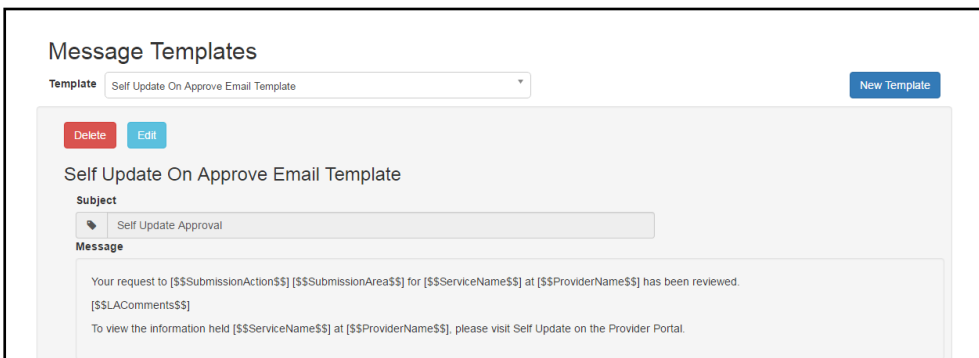 Message Templates
Template Self Update On Approve Email Template New Template
Delete Edit
Self Update On Approve Email Template
Subject
Self Update Approval
Message
Your request to [$$SubmissionAction$$] [$$SubmissionArea$$] for [$$ServiceName$$] at [$$ProviderName$$] has been reviewed.
[$$LAComments$$]
To view the information held [$$ServiceName$$] at [$$ProviderName$$], please visit Self Update on the Provider Portal.